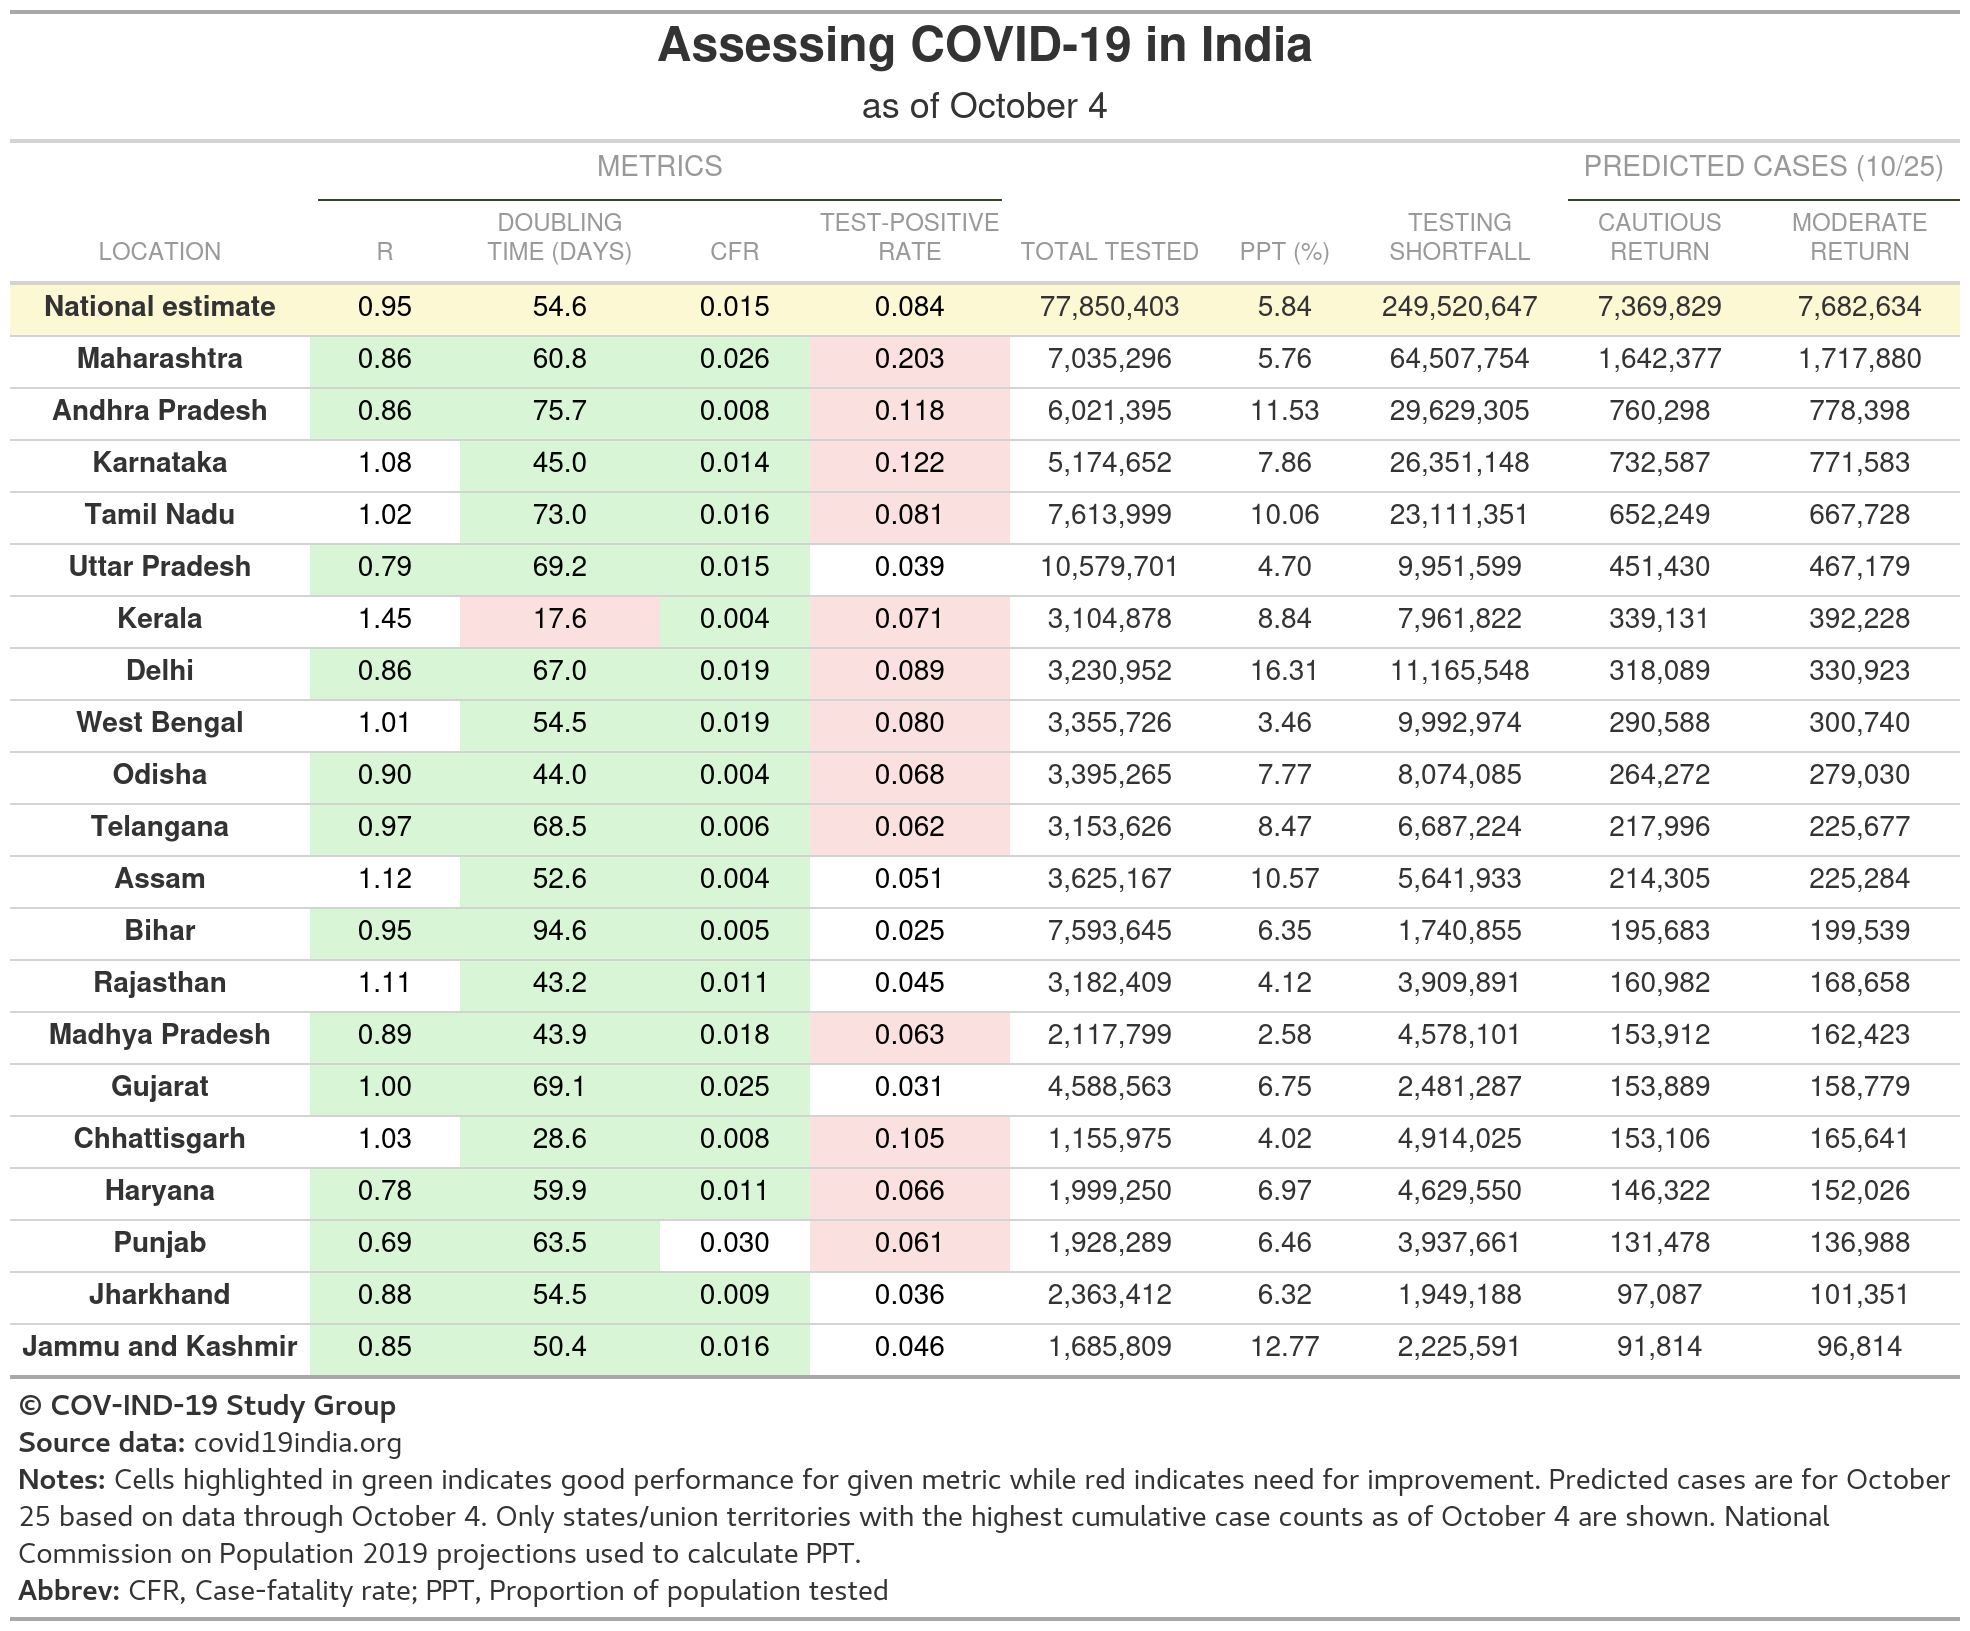 Assessing COVID-19 in India
as of October 4
METRICS PREDICTED CASES (10/25)
LOCATION R DOUBLING TIME (DAYS) CFR TEST-POSITIVE RATE TOTAL TESTED PPT (%) TESTING SHORTFALL CAUTIOUS RETURN MODERATE RETURN
National estimate 0.95 54.6 0.015 0.084 77,850,403 5.84 249,520,647 7,369,829 7,682,634
Maharashtra 0.86 60.8 0.026 0.203 7,035,296 5.76 64,507,754 1,642,377 1,717,880
Andhra Pradesh 0.86 75.7 0.008 0.118 6,021,395 11.53 29,629,305 760,298 778,398
Karnataka 1.08 45.0 0.014 0.122 5,174,652 7.86 26,351,148 732,587 771,583
Tamil Nadu 1.02 73.0 0.016 0.081 7,613,999 10.06 23,111,351 652,249 667,728
Uttar Pradesh 0.79 69.2 0.015 0.039 10,579,701 4.70 9,951,599 451,430 467,179
Kerala 1.45 17.6 0.004 0.071 3,104,878 8.84 7,961,822 339,131 392,228
Delhi 0.86 67.0 0.019 0.089 3,230,952 16.31 11,165,548 318,089 330,923
West Bengal 1.01 54.5 0.019 0.080 3,355,726 3.46 9,992,974 290,588 300,740
Odisha 0.90 44.0 0.004 0.068 3,395,265 7.77 8,074,085 264,272 279,030
Telangana 0.97 68.5 0.006 0.062 3,153,626 8.47 6,687,224 217,996 225,677
Assam 1.12 52.6 0.004 0.051 3,625,167 10.57 5,641,933 214,305 225,284
Bihar 0.95 94.6 0.005 0.025 7,593,645 6.35 1,740,855 195,683 199,539
Rajasthan 1.11 43.2 0.011 0.045 3,182,409 4.12 3,909,891 160,982 168,658
Madhya Pradesh 0.89 43.9 0.018 0.063 2,117,799 2.58 4,578,101 153,912 162,423
Gujarat 1.00 69.1 0.025 0.031 4,588,563 6.75 2,481,287 153,889 158,779
Chhattisgarh 1.03 28.6 0.008 0.105 1,155,975 4.02 4,914,025 153,106 165,641
Haryana 0.78 59.9 0.011 0.066 1,999,250 6.97 4,629,550 146,322 152,026
Punjab 0.69 63.5 0.030 0.061 1,928,289 6.46 3,937,661 131,478 136,988
Jharkhand 0.88 54.5 0.009 0.036 2,363,412 6.32 1,949,188 97,087 101,351
Jammu and Kashmir 0.85 50.4 0.016 0.046 1,685,809 12.77 2,225,591 91,814 96,814
© COV-IND-19 Study Group
Source data: covid19india.org
Notes: Cells highlighted in green indicates good performance for given metric while red indicates need for improvement. Predicted cases are for October
25 based on data through October 4. Only states/union territories with the highest cumulative case counts as of October 4 are shown. National
Commission on Population 2019 projections used to calculate PPT.
Abbrev: CFR, Case-fatality rate; PPT, Proportion of population tested